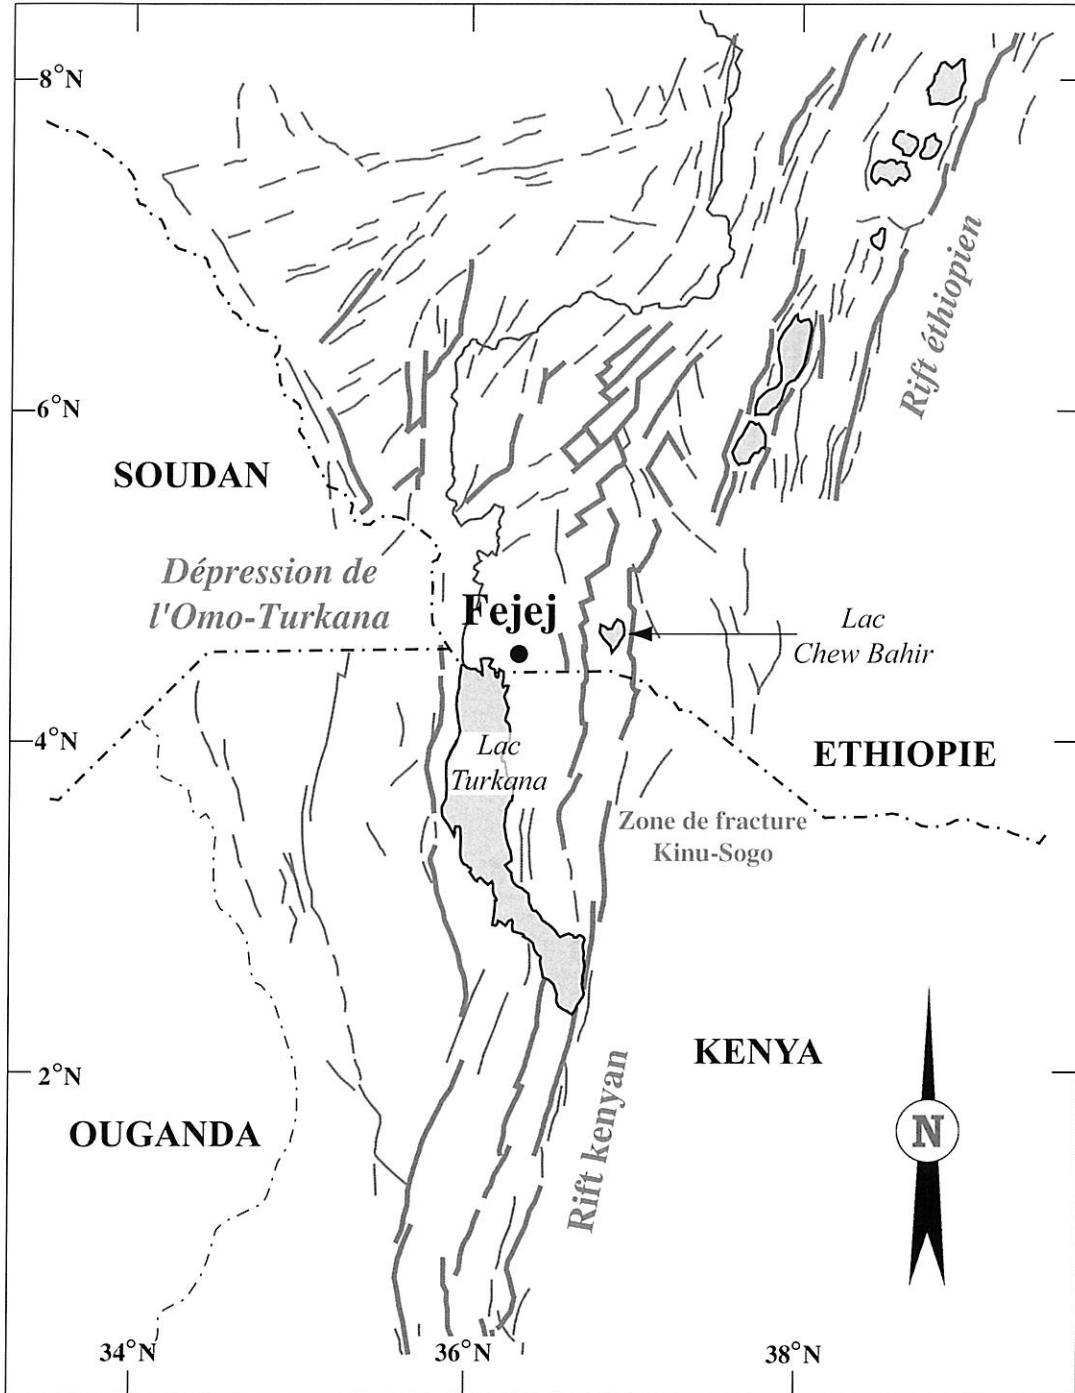 8°N
Rift éthiopien
6°N
SOUDAN
Dépression de
l'Omo-Turkana
Fejej
Lac
Chew Bahir
4°N
Lac
Turkana
ETHIOPIE
Zone de fracture
Kinu-Sogo
KENYA
2°N
OUGANDA
Rift kenyan
N
34°N
36°N
38°N